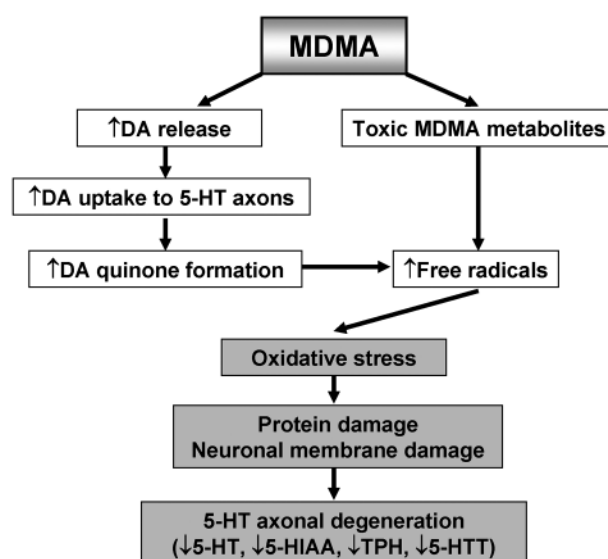 MDMA
↑DA release
Toxic MDMA metabolites
↑DA uptake to 5-HT axons
↑DA quinone formation
↑Free radicals
Oxidative stress
Protein damage
Neuronal membrane damage
5-HT axonal degeneration
(↓5-HT, ↓5-HIAA, ↓TPH, ↓5-HTT)